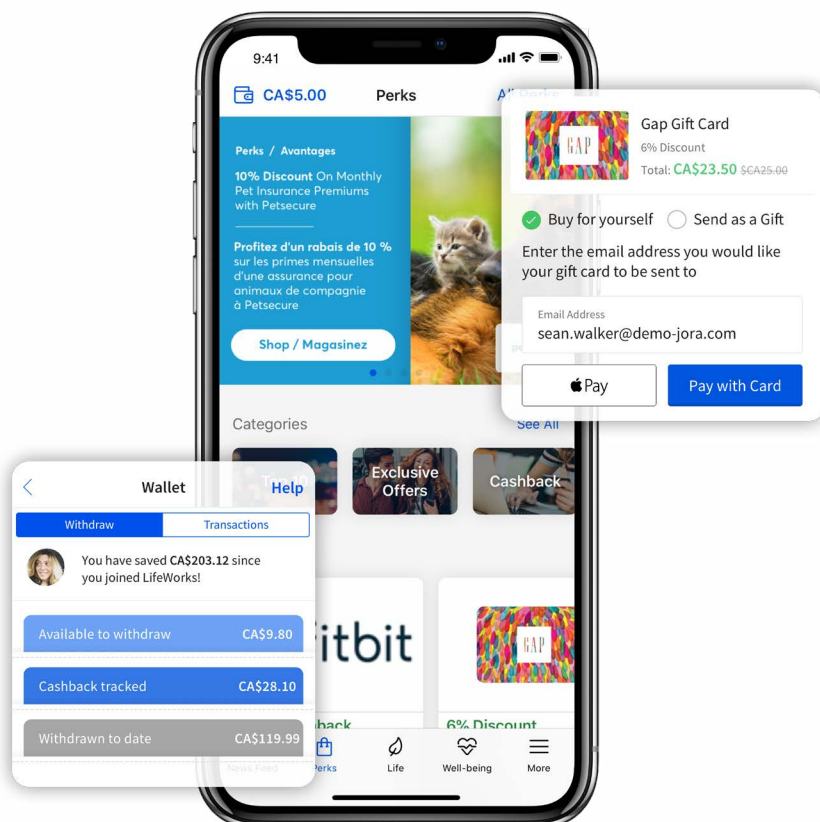 9:41
CA$5.00
Perks
Perks / Avantages
10% Discount On Monthly
Pet Insurance Premiums
with Petsecure
Profitez d'un rabais de 10 %
sur les primes mensuelles
d'une assurance pour
animaux de compagnie
à Petsecure
Shop / Magasinez
All Perks
GAP
Gap Gift Card
6% Discount
Total: CA$23.50 $CA25.00
Buy for yourself
Send as a Gift
Enter the email address you would like
your gift card to be sent to
Email Address
sean.walker@demo-jora.com
Pay
Pay with Card
Categories
See All
Exclusive
Offers
Cashback
Wallet
Help
Withdraw
Transactions
You have saved CA$203.12 since
you joined LifeWorks!
Available to withdraw
CA$9.80
Cashback tracked
CA$28.10
Withdrawn to date
CA$119.99
itbit
GAP
back
6% Discount
News Feed
Perks
Life
Well-being
More